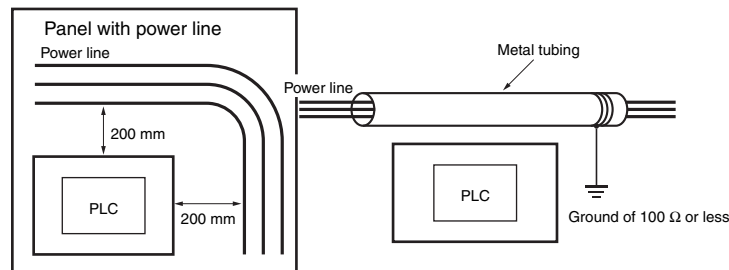 Panel with power line
Power line
200 mm
PLC
200 mm
Metal tubing
Power line
PLC
Ground of 100 Ω or less